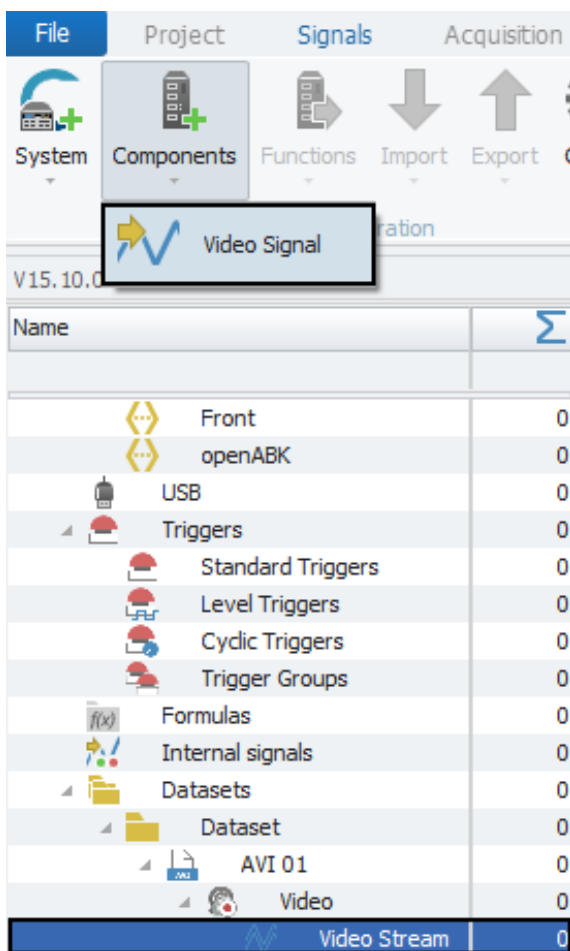 File Project Signals Acquisition
System Components Functions Import Export
Video Signal
ration
V15.10.0
Name Σ
Front 0
openABK 0
USB 0
Triggers 0
Standard Triggers 0
Level Triggers 0
Cyclic Triggers 0
Trigger Groups 0
f(x) Formulas 0
Internal signals 0
Datasets 0
Dataset 0
AVI 01 0
Video 0
Video Stream 0